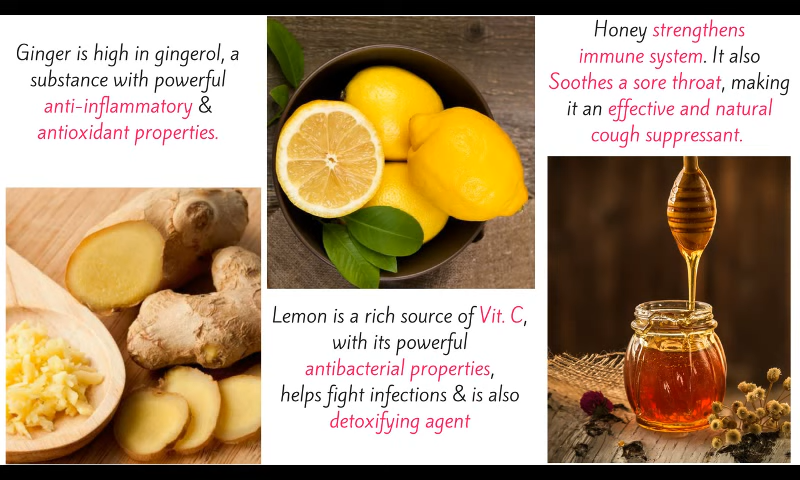 Ginger is high in gingerol, a
substance with powerful
anti-inflammatory &
antioxidant properties.
Lemon is a rich source of Vit. C,
with its powerful
antibacterial properties,
helps fight infections & is also
detoxifying agent
Honey strengthens
immune system. It also
Soothes a sore throat, making
it an effective and natural
cough suppressant.